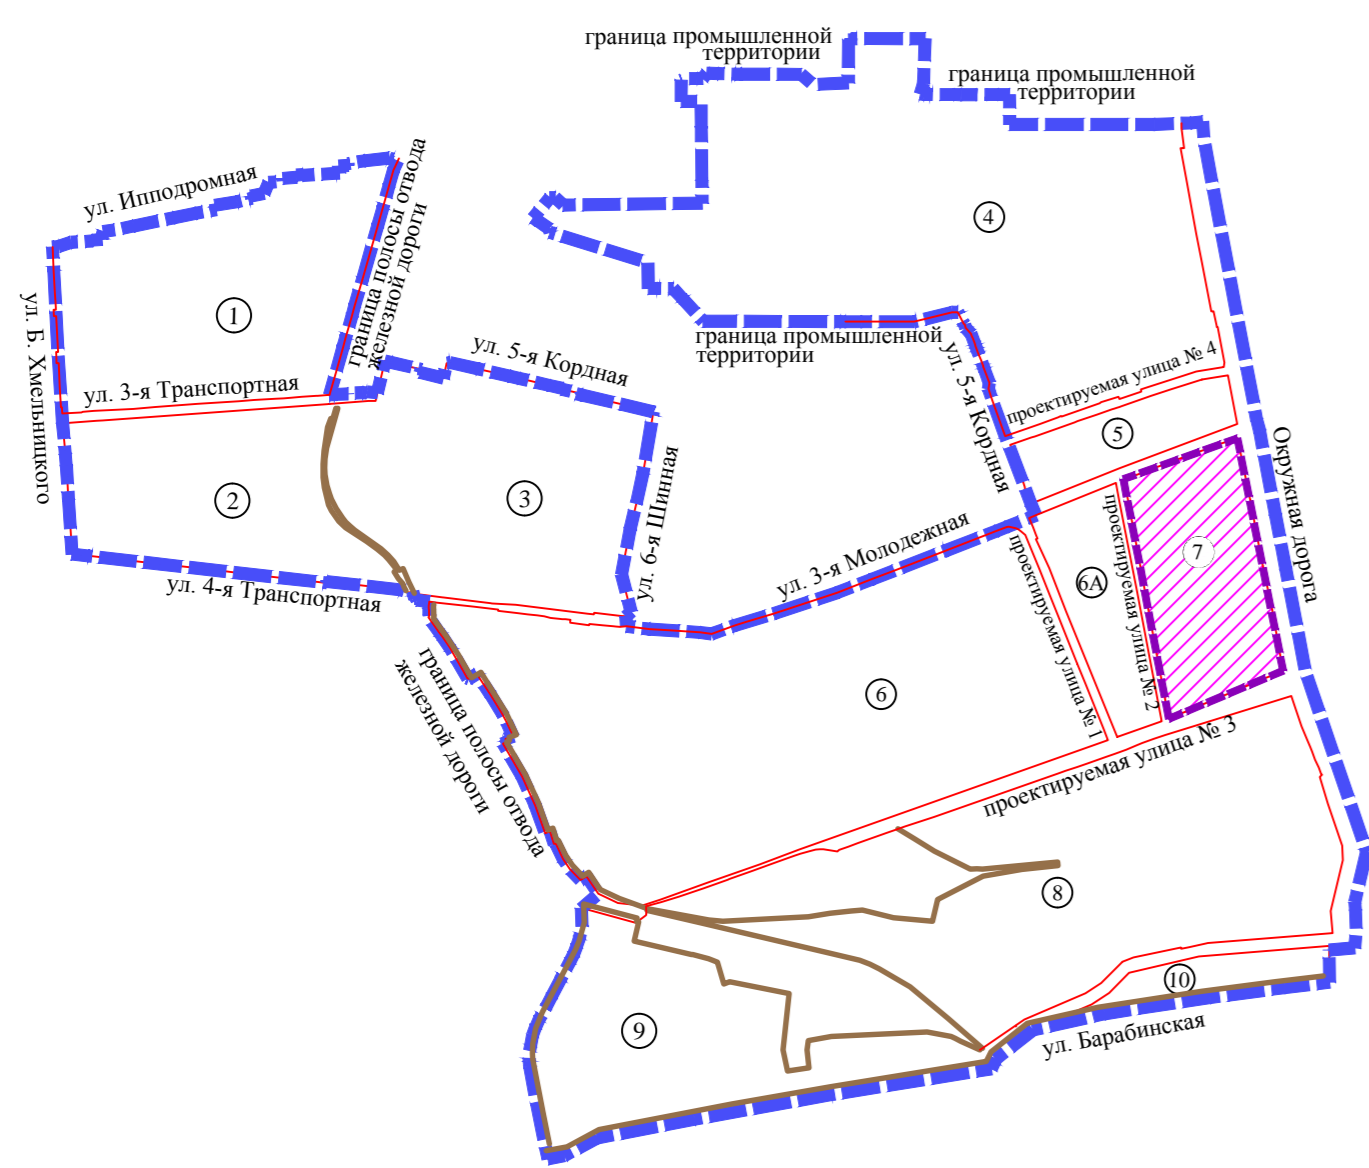 граница промышленной
территории
граница промышленной
территории
ул. Ипподромная
граница полосы отвода
железной дороги
4
1
ул. Б. Хмельницкого
граница промышленной
территории
ул. 5-я Кордная
ул. 5-я Кордная
проектируемая улица № 4
ул. 3-я Транспортная
5
Окружная дорога
2
3
ул. 6-я Шинная
ул. 3-я Молодежная
проектируемая улица № 1
6А
проектируемая улица № 2
7
ул. 4-я Транспортная
граница полосы отвода
железной дороги
6
проектируемая улица № 3
8
10
9
ул. Барабинская